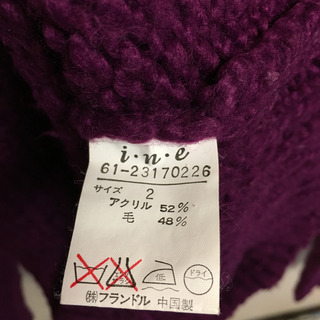 i·n·e
61-23170226
サイズ 2
アクリル 52%
毛 48%
低 ドライ
㈱フランドル 中国製